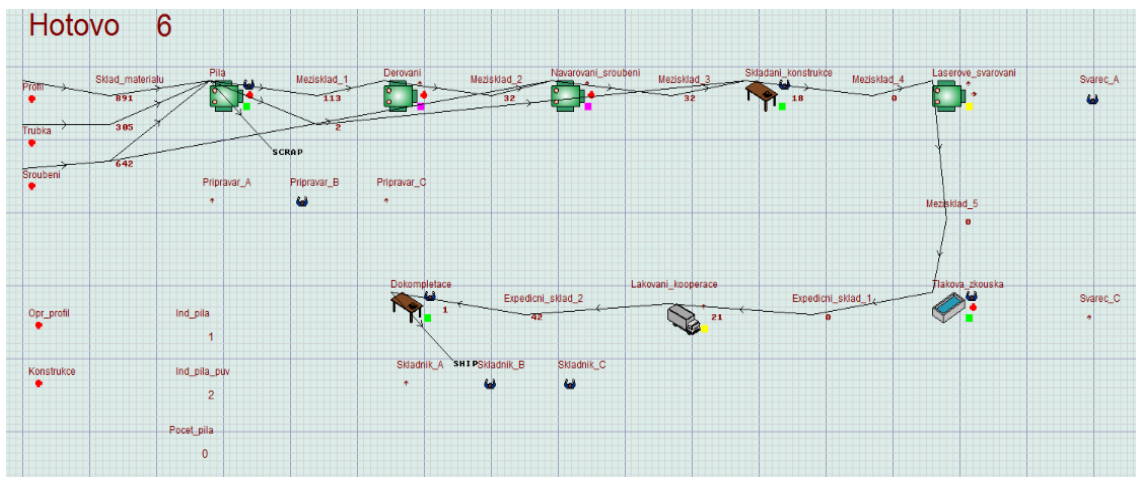 Hotovo 6
Sklad_materialu Pila Mezisklad_1 Derovani Mezisklad_2 Navarovani_sroubeni Mezisklad_3 Skladani_konstrukce Mezisklad_4 Laserove_svarovani Svarec_A
Profil 891 113 32 32 18 0
Trubka 305 2
SCRAP
Sroubeni 642
Pripravar_A Pripravar_B Pripravar_C
Mezisklad_5
0
Dokompletace Lakovani_kooperace Tlakova_zkouska
Expedicni_sklad_2 Expedicni_sklad_1 Svarec_C
Opr_profil Ind_pila 1 42 21 0
1
Konstrukce Ind_pila_puv Skladnik_A SHIP Skladnik_B Skladnik_C
2
Pocet_pila
0